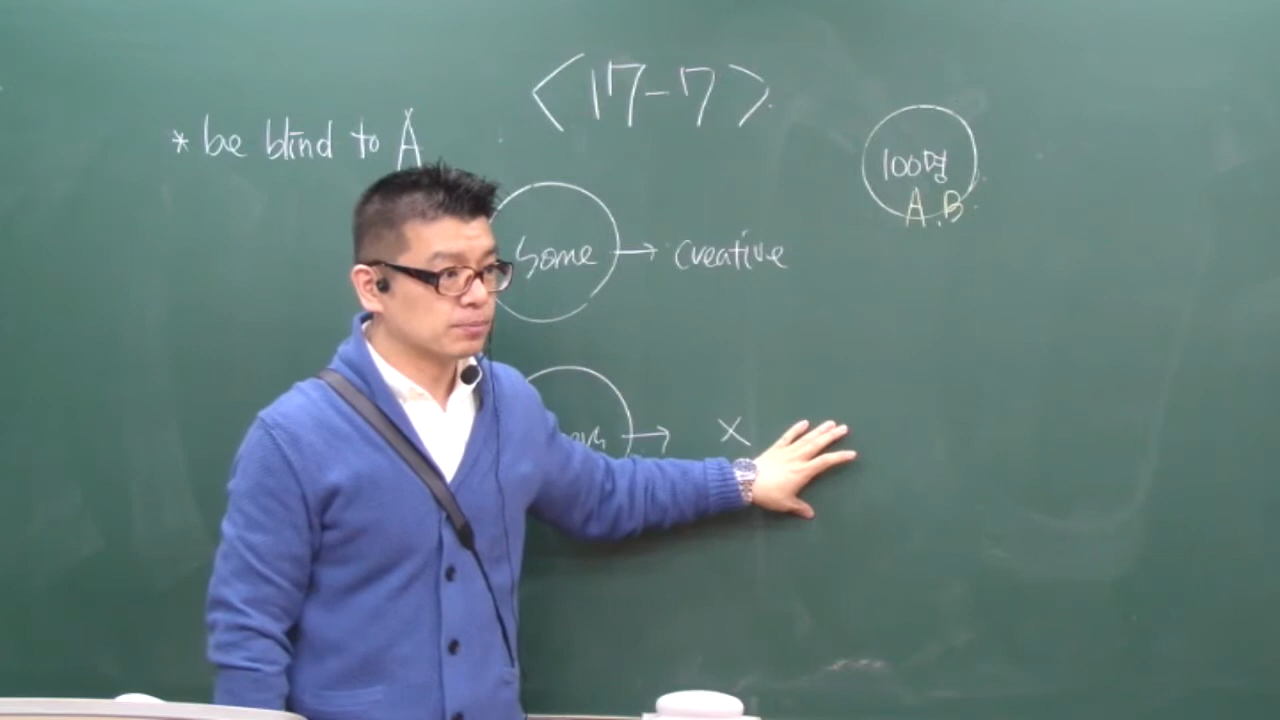 <17-7>
* be blind to A
100명
A.B
some → creative
→ X